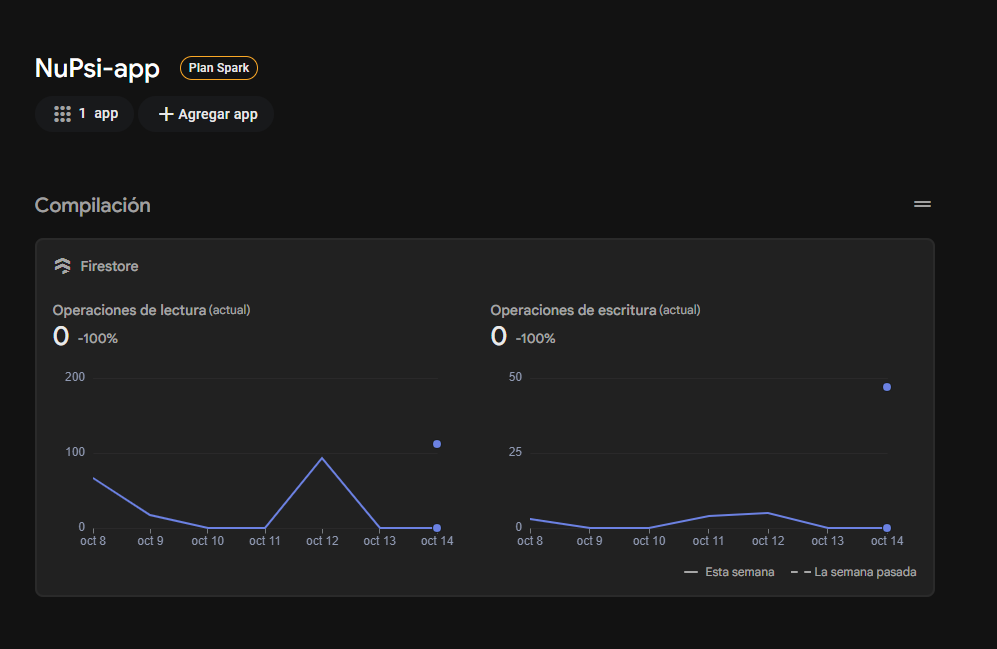 NuPsi-app Plan Spark
1 app + Agregar app
Compilación
Firestore
Operaciones de lectura (actual)
0 -100%
200
100
0
oct 8 oct 9 oct 10 oct 11 oct 12 oct 13 oct 14
Operaciones de escritura (actual)
0 -100%
50
25
0
oct 8 oct 9 oct 10 oct 11 oct 12 oct 13 oct 14
Esta semana La semana pasada